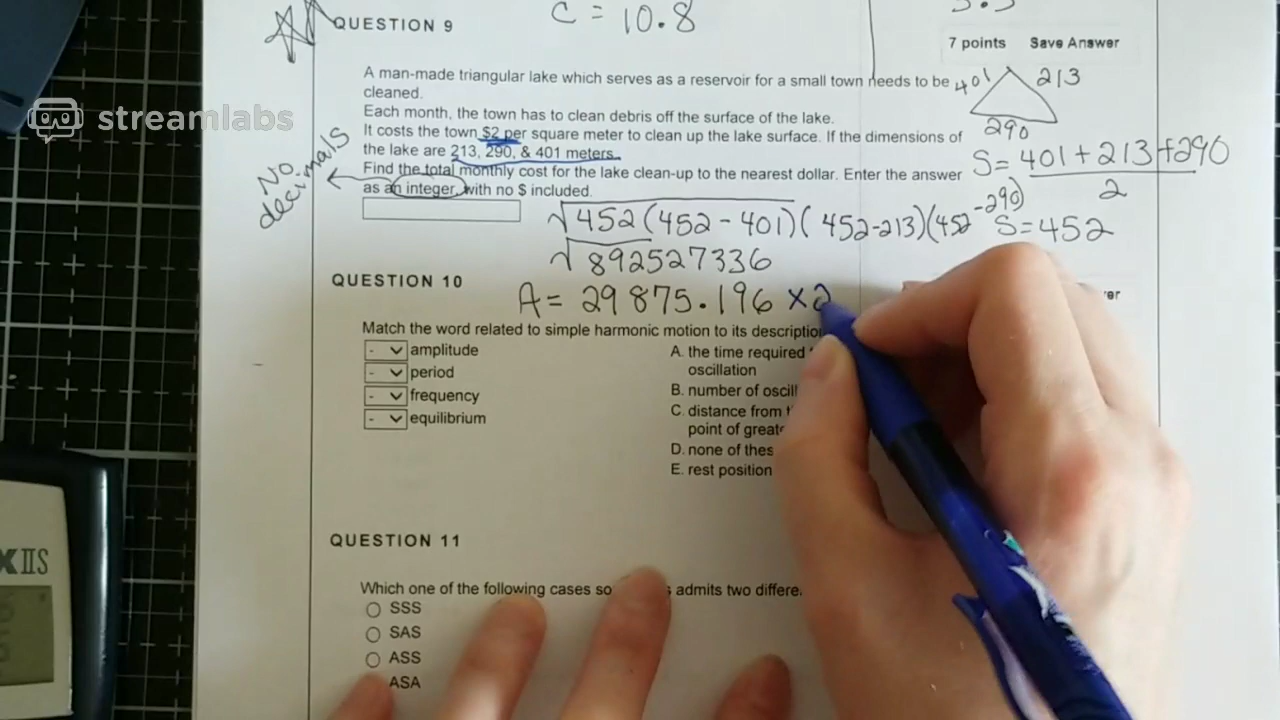 C = 10.8
QUESTION 9
7 points Save Answer
A man-made triangular lake which serves as a reservoir for a small town needs to be
cleaned.
Each month, the town has to clean debris off the surface of the lake.
It costs the town $2 per square meter to clean up the lake surface. If the dimensions of
the lake are 213, 290, & 401 meters.
Find the total monthly cost for the lake clean-up to the nearest dollar. Enter the answer
as an integer, with no $ included.
No
decimals
401 213
290
S = 401 + 213 + 290
2
S = 452
√452(452 - 401)(452-213)(452-290)
√892527336
A = 29875.196 × 2
QUESTION 10
Match the word related to simple harmonic motion to its description
- amplitude
- period
- frequency
- equilibrium
A. the time required
oscillation
B. number of
C. distance from
point of
D. none of
E. rest position
QUESTION 11
Which one of the following cases admits two
SSS
SAS
ASS
ASA
streamlabs
XIIS